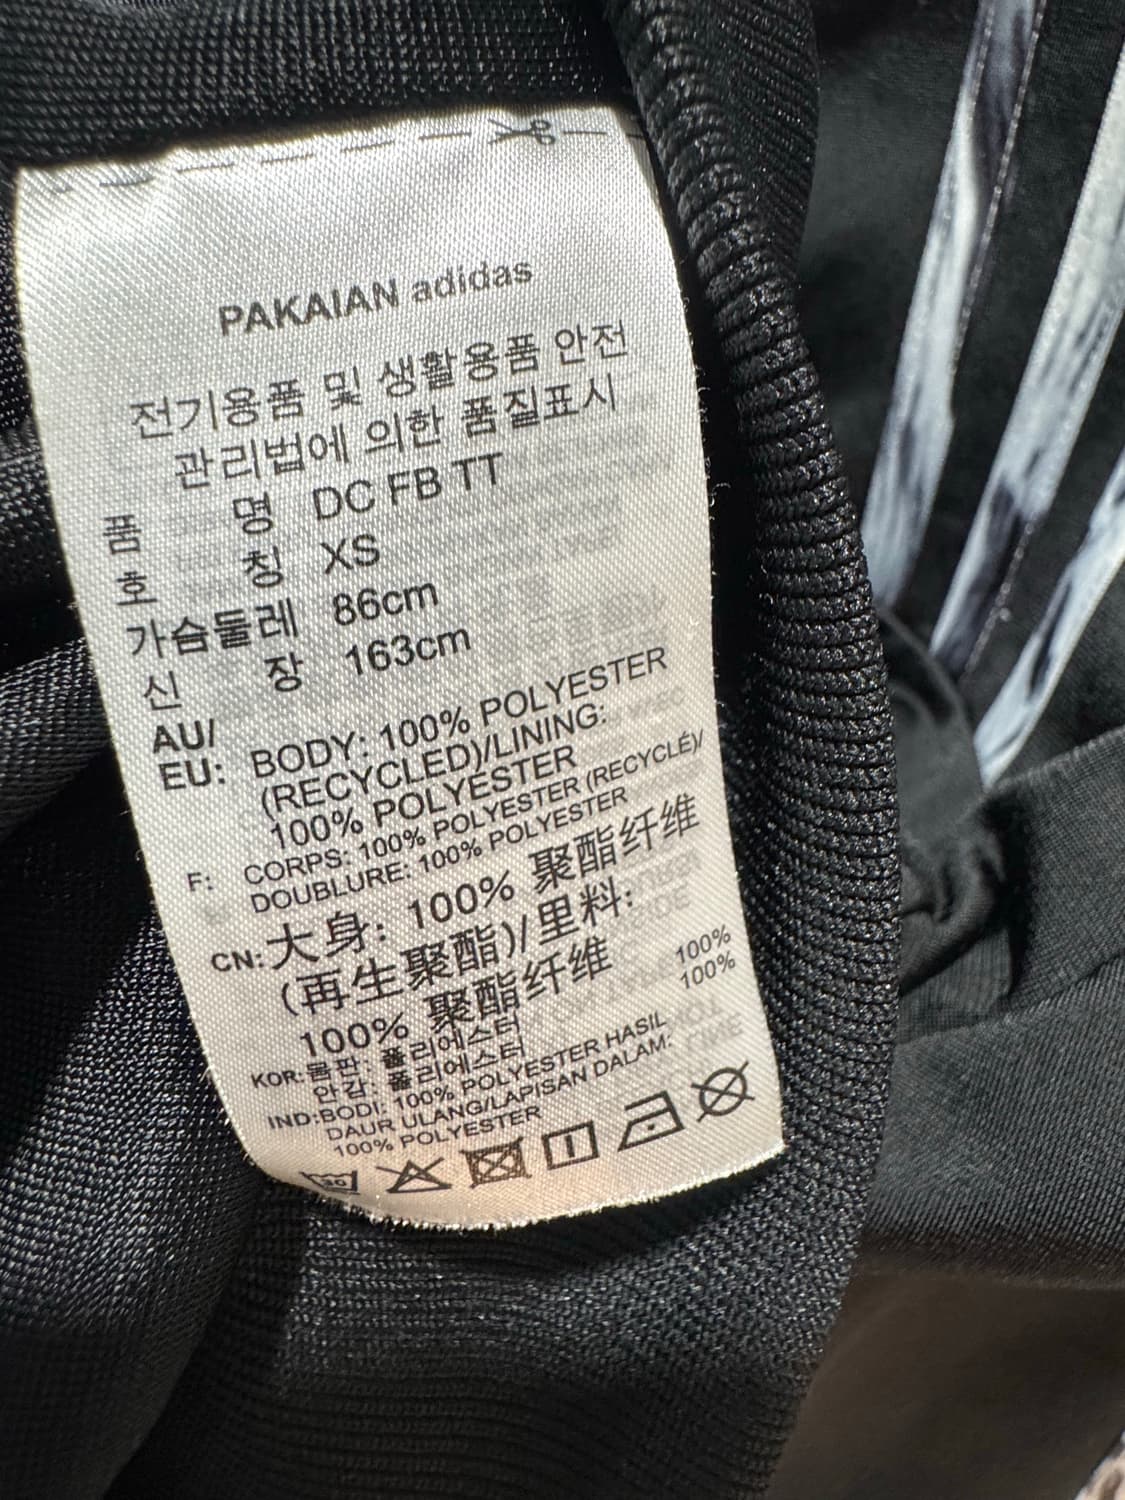 PAKAIAN adidas
전기용품 및 생활용품 안전
관리법에 의한 품질표시
품 명 DC FB TT
호 칭 XS
가슴둘레 86cm
신 장 163cm
AU/
EU: BODY: 100% POLYESTER
(RECYCLED)/LINING:
100% POLYESTER
F: CORPS: 100% POLYESTER (RECYCLÉ)/
DOUBLURE: 100% POLYESTER
CN: 大身: 100% 聚酯纤维
(再生聚酯)/里料:
100% 聚酯纤维
KOR: 몸판: 폴리에스터 100%
안감: 폴리에스터 100%
IND: BODI: 100% POLYESTER HASIL
DAUR ULANG/LAPISAN DALAM:
100% POLYESTER
30